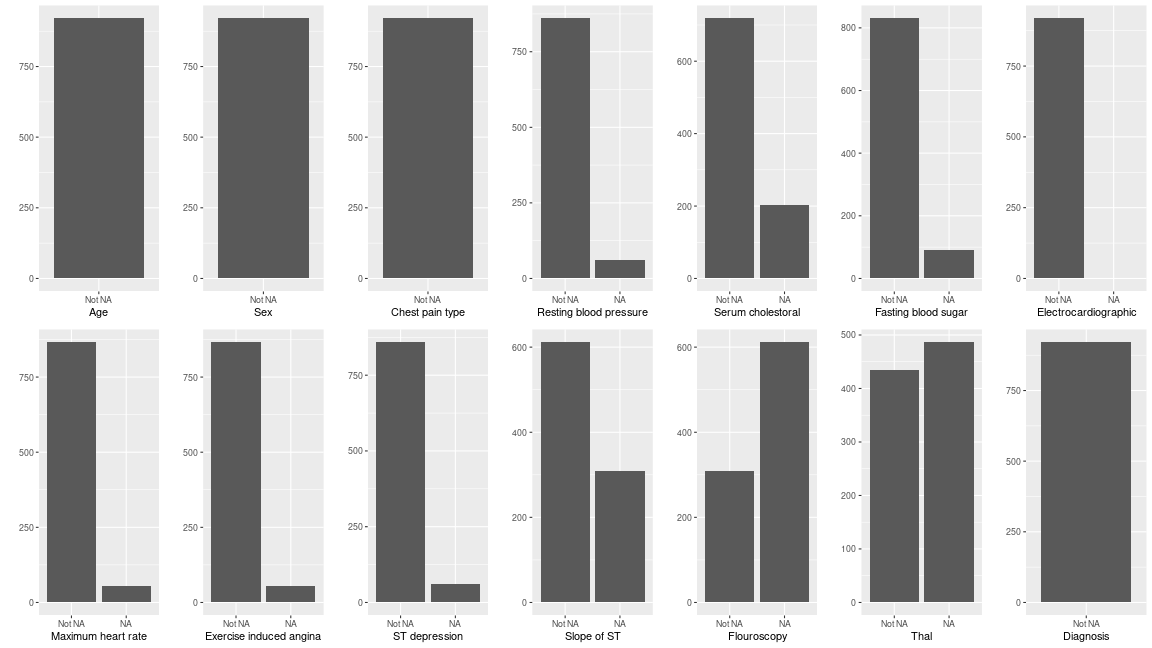 750
500
250
0
Not NA
Age
750
500
250
0
Not NA
Sex
750
500
250
0
Not NA
Chest pain type
750
500
250
0
Not NA NA
Resting blood pressure
600
400
200
0
Not NA NA
Serum cholestoral
800
600
400
200
0
Not NA NA
Fasting blood sugar
750
500
250
0
Not NA NA
Electrocardiographic
750
500
250
0
Not NA NA
Maximum heart rate
750
500
250
0
Not NA NA
Exercise induced angina
750
500
250
0
Not NA NA
ST depression
600
400
200
0
Not NA NA
Slope of ST
600
400
200
0
Not NA NA
Flouroscopy
500
400
300
200
100
0
Not NA NA
Thal
750
500
250
0
Not NA
Diagnosis